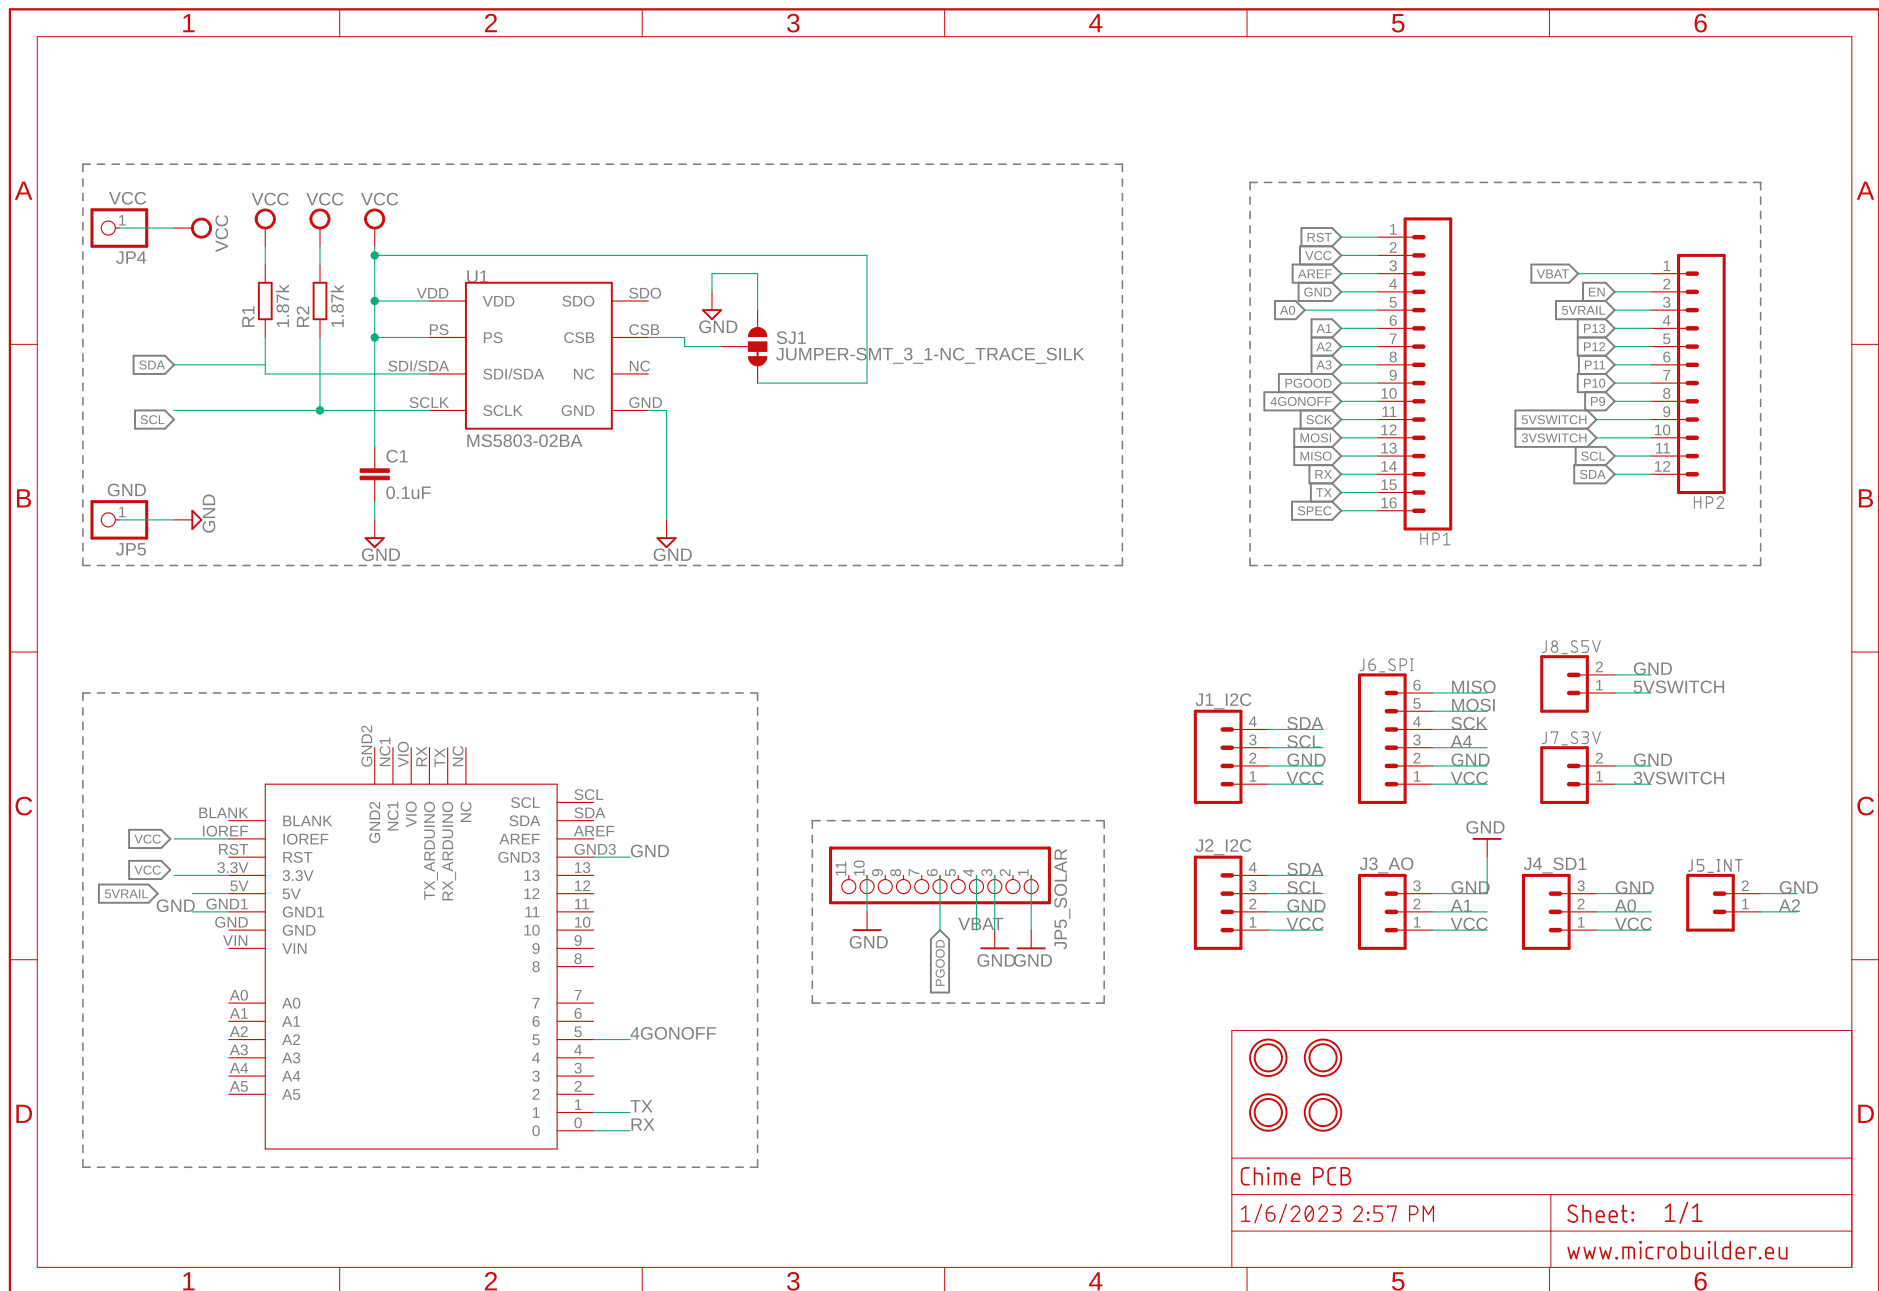 1 2 3 4 5 6
A
A
B
B
C
C
D
D
VCC
1
JP4
VCC
VCC VCC VCC
R1
1.87k
R2
1.87k
SDA
SCL
U1
VDD VDD SDO SDO
PS PS CSB CSB
SDI/SDA SDI/SDA NC NC
SCLK SCLK GND GND
MS5803-02BA
GND
SJ1
JUMPER-SMT_3_1-NC_TRACE_SILK
C1
0.1uF
GND
1
JP5
GND
GND
GND
RST 1
VCC 2
AREF 3
GND 4
A0 5
A1 6
A2 7
A3 8
PGOOD 9
4GONOFF 10
SCK 11
MOSI 12
MISO 13
RX 14
TX 15
SPEC 16
HP1
VBAT 1
EN 2
5VRAIL 3
P13 4
P12 5
P11 6
P10 7
P9 8
5VSWITCH 9
3VSWITCH 10
SCL 11
SDA 12
HP2
GND2 NC1 VIO RX TX NC
GND2 NC1 VIO TX_ARDUINO RX_ARDUINO NC
BLANK BLANK
VCC IOREF IOREF
RST RST
VCC 3.3V 3.3V
5VRAIL 5V 5V
GND GND1 GND1
GND GND
VIN VIN
A0 A0
A1 A1
A2 A2
A3 A3
A4 A4
A5 A5
SCL SCL
SDA SDA
AREF AREF
GND3 GND3 GND
13 13
12 12
11 11
10 10
9 9
8 8
7 7
6 6
5 5 4GONOFF
4 4
3 3
2 2
1 1 TX
0 0 RX
11 10 9 8 7 6 5 4 3 2 1
JP5_SOLAR
GND
PGOOD
VBAT
GND
GND
J1_I2C
4 SDA
3 SCL
2 GND
1 VCC
J6_SPI
6 MISO
5 MOSI
4 SCK
3 A4
2 GND
1 VCC
J8_S5V
2 GND
1 5VSWITCH
J7_S3V
2 GND
1 3VSWITCH
J2_I2C
4 SDA
3 SCL
2 GND
1 VCC
GND
J3_AO
3 GND
2 A1
1 VCC
J4_SD1
3 GND
2 A0
1 VCC
J5_INT
2 GND
1 A2
Chime PCB
1/6/2023 2:57 PM
Sheet: 1/1
www.microbuilder.eu
1 2 3 4 5 6